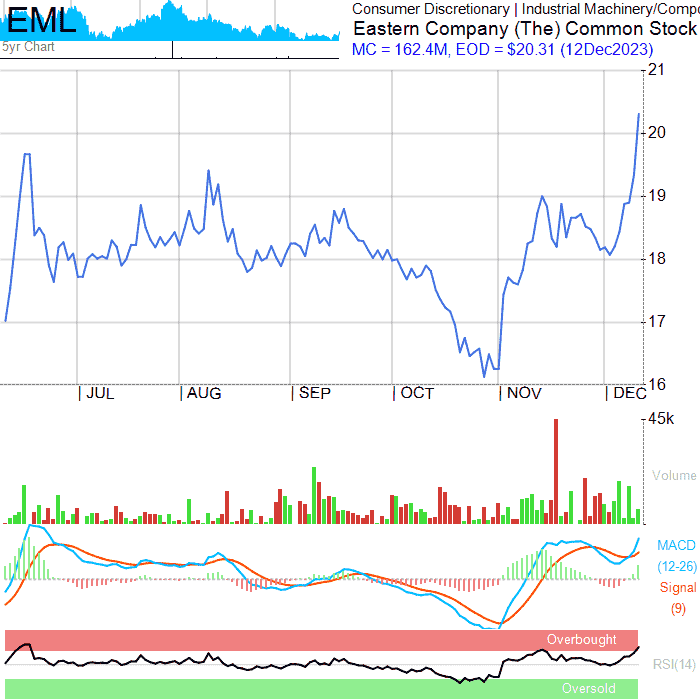 EML
5yr Chart
Consumer Discretionary | Industrial Machinery/Compo
Eastern Company (The) Common Stock
MC = 162.4M, EOD = $20.31 (12Dec2023)
21
20
19
18
17
16
| JUL | AUG | SEP | OCT | NOV | DEC
45k
Volume
MACD
(12-26)
Signal
(9)
Overbought
RSI(14)
Oversold